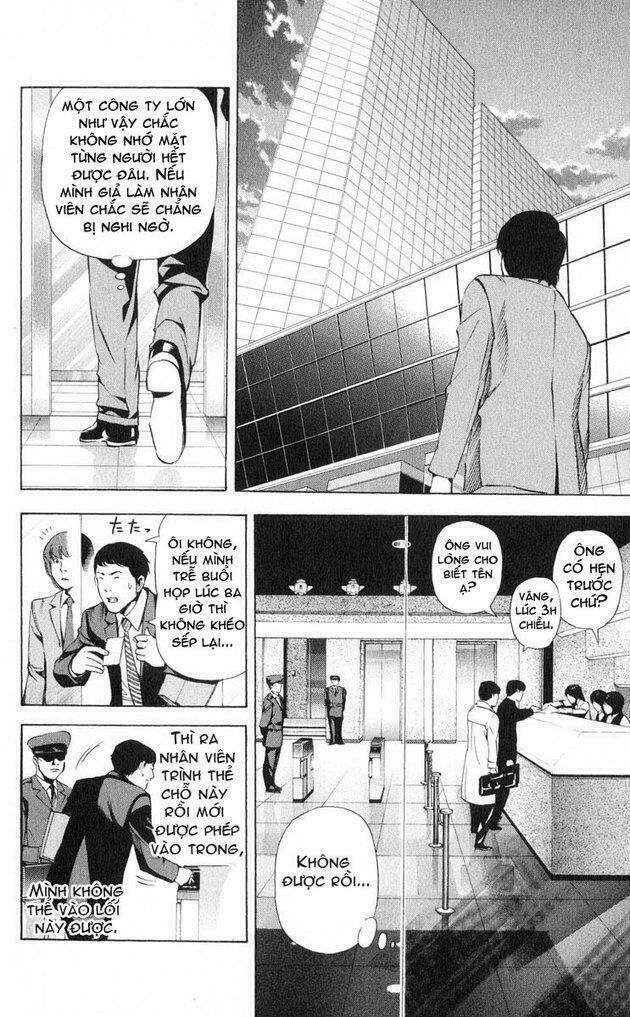 MỘT CÔNG TY LỚN
NHƯ VẬY CHẮC
KHÔNG NHỚ MẶT
TỪNG NGƯỜI HẾT
ĐƯỢC ĐÂU. NẾU
MÌNH GIẢ LÀM NHÂN
VIÊN CHẮC SẼ CHẲNG
BỊ NGHI NGỜ.
ÔNG
CÓ HẸN
TRƯỚC
CHỨ?
VÂNG,
LÚC 3H
CHIỀU.
ÔNG VUI
LÒNG CHO
BIẾT TÊN
Ạ?
KHÔNG
ĐƯỢC RỒI...
たたっ
ÔI KHÔNG,
NẾU MÌNH
TRỄ BUỔI
HỌP LÚC BA
GIỜ THÌ
KHÔNG KHÉO
SẾP LẠI...
THÌ RA
NHÂN VIÊN
TRÌNH THẺ
CHỖ NÀY
RỒI MỚI
ĐƯỢC PHÉP
VÀO TRONG,
MÌNH KHÔNG
THỂ VÀO LỐI
NÀY ĐƯỢC.